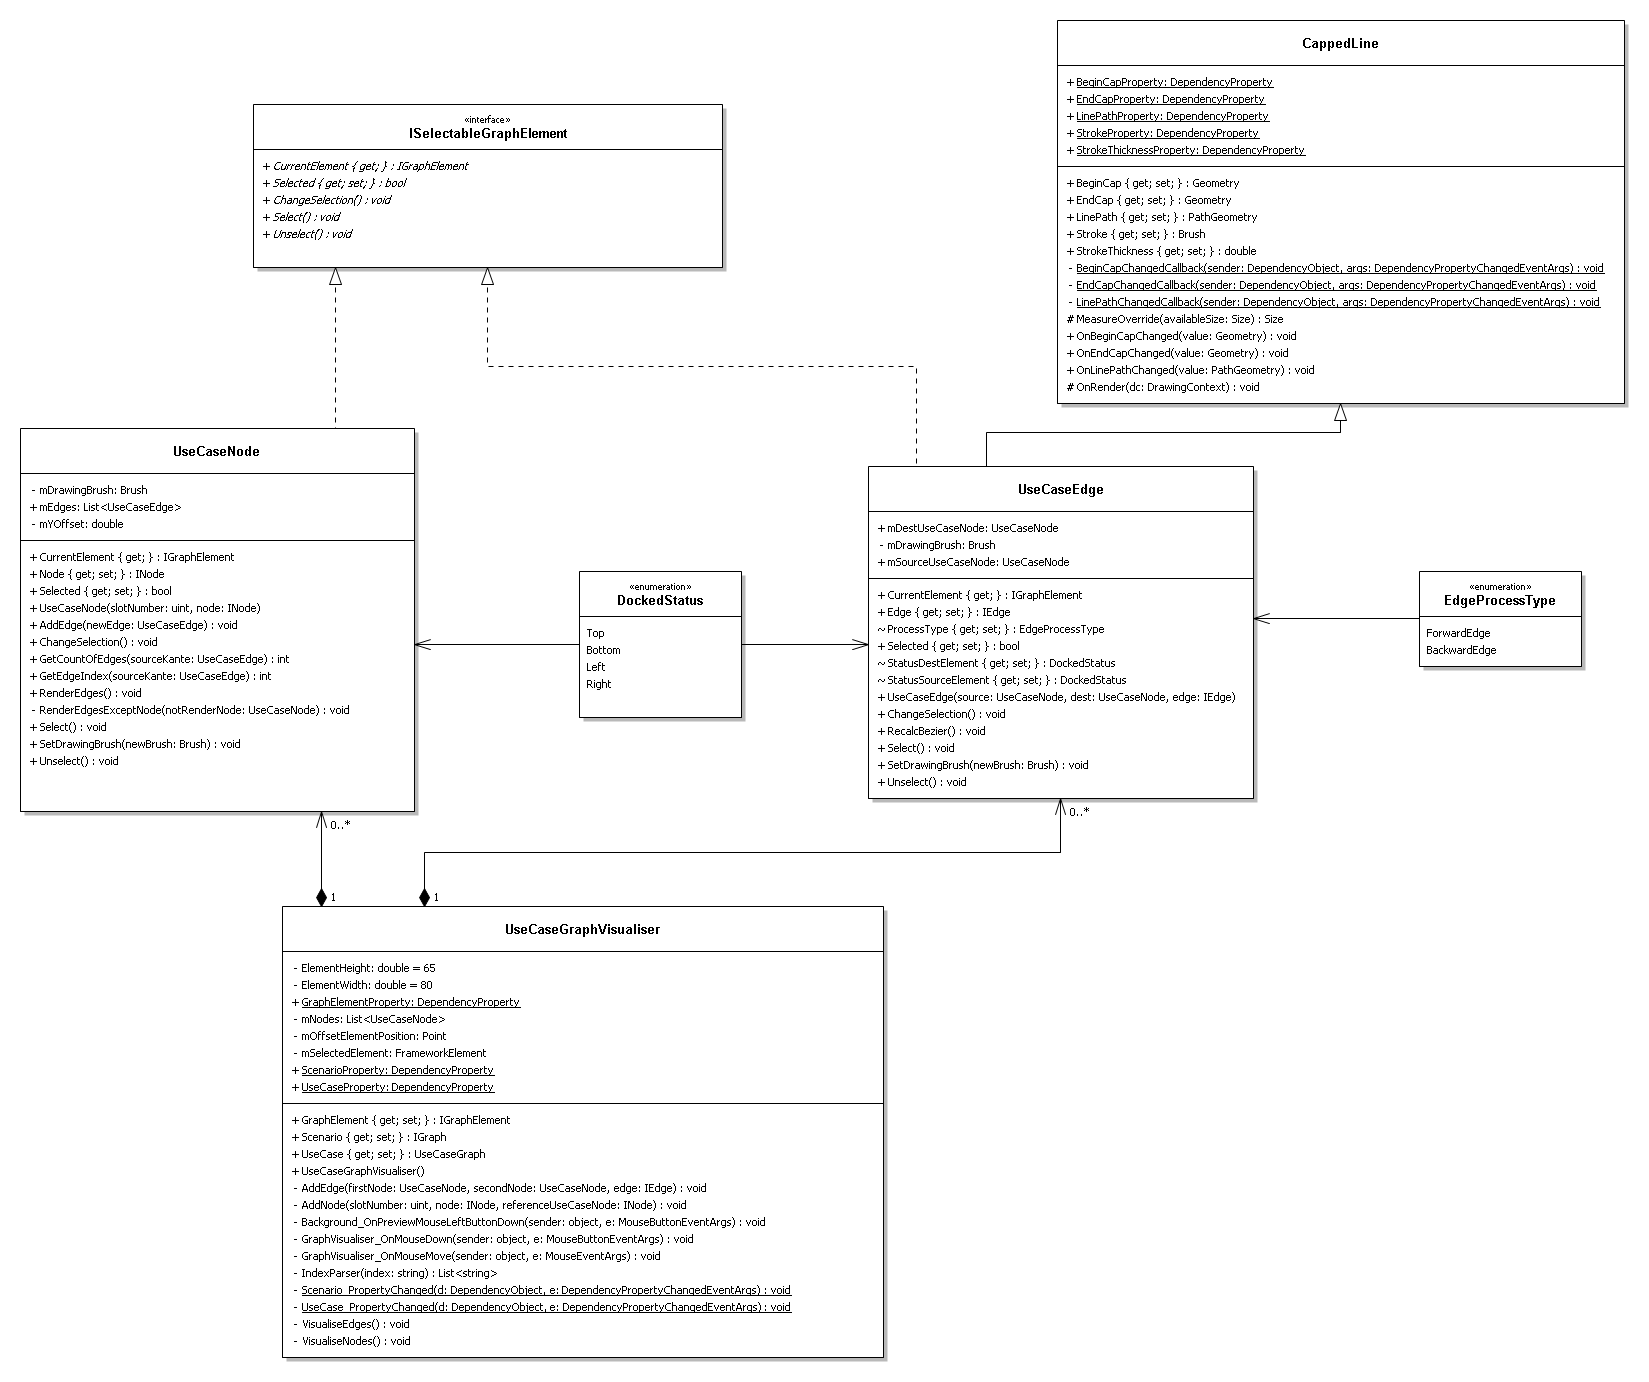 CappedLine
+ BeginCapProperty: DependencyProperty
+ EndCapProperty: DependencyProperty
+ LinePathProperty: DependencyProperty
+ StrokeProperty: DependencyProperty
+ StrokeThicknessProperty: DependencyProperty
+ BeginCap { get; set; } : Geometry
+ EndCap { get; set; } : Geometry
+ LinePath { get; set; } : PathGeometry
+ Stroke { get; set; } : Brush
+ StrokeThickness { get; set; } : double
- BeginCapChangedCallback(sender: DependencyObject, args: DependencyPropertyChangedEventArgs) : void
- EndCapChangedCallback(sender: DependencyObject, args: DependencyPropertyChangedEventArgs) : void
- LinePathChangedCallback(sender: DependencyObject, args: DependencyPropertyChangedEventArgs) : void
# MeasureOverride(availableSize: Size) : Size
+ OnBeginCapChanged(value: Geometry) : void
+ OnEndCapChanged(value: Geometry) : void
+ OnLinePathChanged(value: PathGeometry) : void
# OnRender(dc: DrawingContext) : void
«interface»
ISelectableGraphElement
+ CurrentElement { get; } : IGraphElement
+ Selected { get; set; } : bool
+ ChangeSelection() : void
+ Select() : void
+ Unselect() : void
UseCaseNode
- mDrawingBrush: Brush
+ mEdges: List<UseCaseEdge>
- mYOffset: double
+ CurrentElement { get; } : IGraphElement
+ Node { get; set; } : INode
+ Selected { get; set; } : bool
+ UseCaseNode(slotNumber: uint, node: INode)
+ AddEdge(newEdge: UseCaseEdge) : void
+ ChangeSelection() : void
+ GetCountOfEdges(sourceKante: UseCaseEdge) : int
+ GetEdgeIndex(sourceKante: UseCaseEdge) : int
+ RenderEdges() : void
- RenderEdgesExceptNode(notRenderNode: UseCaseNode) : void
+ Select() : void
+ SetDrawingBrush(newBrush: Brush) : void
+ Unselect() : void
«enumeration»
DockedStatus
Top
Bottom
Left
Right
UseCaseEdge
+ mDestUseCaseNode: UseCaseNode
- mDrawingBrush: Brush
+ mSourceUseCaseNode: UseCaseNode
+ CurrentElement { get; } : IGraphElement
+ Edge { get; set; } : IEdge
~ ProcessType { get; set; } : EdgeProcessType
+ Selected { get; set; } : bool
~ StatusDestElement { get; set; } : DockedStatus
~ StatusSourceElement { get; set; } : DockedStatus
+ UseCaseEdge(source: UseCaseNode, dest: UseCaseNode, edge: IEdge)
+ ChangeSelection() : void
+ RecalcBezier() : void
+ Select() : void
+ SetDrawingBrush(newBrush: Brush) : void
+ Unselect() : void
«enumeration»
EdgeProcessType
ForwardEdge
BackwardEdge
0..*
0..*
1
1
UseCaseGraphVisualiser
- ElementHeight: double = 65
- ElementWidth: double = 80
+ GraphElementProperty: DependencyProperty
- mNodes: List<UseCaseNode>
- mOffsetElementPosition: Point
- mSelectedElement: FrameworkElement
+ ScenarioProperty: DependencyProperty
+ UseCaseProperty: DependencyProperty
+ GraphElement { get; set; } : IGraphElement
+ Scenario { get; set; } : IGraph
+ UseCase { get; set; } : UseCaseGraph
+ UseCaseGraphVisualiser()
- AddEdge(firstNode: UseCaseNode, secondNode: UseCaseNode, edge: IEdge) : void
- AddNode(slotNumber: uint, node: INode, referenceUseCaseNode: INode) : void
- Background_OnPreviewMouseLeftButtonDown(sender: object, e: MouseButtonEventArgs) : void
- GraphVisualiser_OnMouseDown(sender: object, e: MouseButtonEventArgs) : void
- GraphVisualiser_OnMouseMove(sender: object, e: MouseEventArgs) : void
- IndexParser(index: string) : List<string>
- Scenario_PropertyChanged(d: DependencyObject, e: DependencyPropertyChangedEventArgs) : void
- UseCase_PropertyChanged(d: DependencyObject, e: DependencyPropertyChangedEventArgs) : void
- VisualiseEdges() : void
- VisualiseNodes() : void